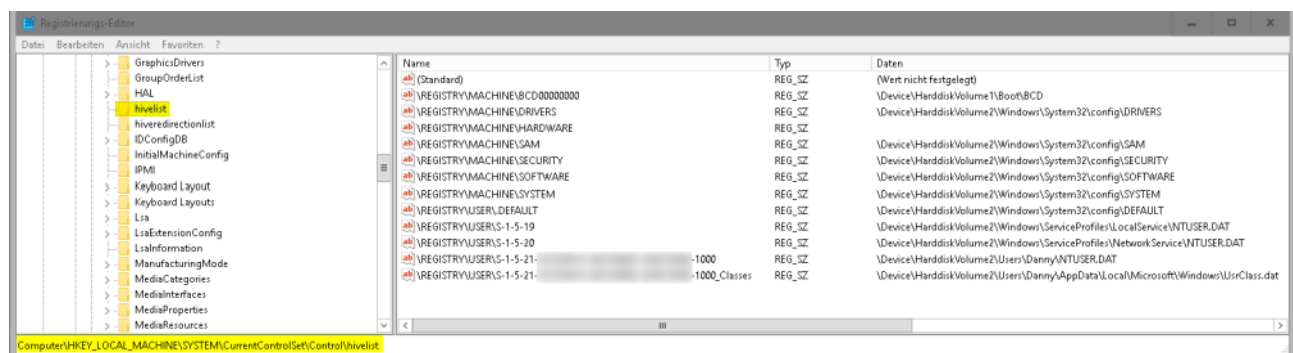 Registrierungs-Editor
Datei Bearbeiten Ansicht Favoriten ?
GraphicsDrivers
GroupOrderList
HAL
hivelist
hiveredirectionlist
IDConfigDB
InitialMachineConfig
IPMI
Keyboard Layout
Keyboard Layouts
Lsa
LsaExtensionConfig
LsaInformation
ManufacturingMode
MediaCategories
MediaInterfaces
MediaProperties
MediaResources
Name Typ Daten
(Standard) REG_SZ (Wert nicht festgelegt)
\REGISTRY\MACHINE\BCD00000000 REG_SZ \Device\HarddiskVolume1\Boot\BCD
\REGISTRY\MACHINE\DRIVERS REG_SZ \Device\HarddiskVolume2\Windows\System32\config\DRIVERS
\REGISTRY\MACHINE\HARDWARE REG_SZ
\REGISTRY\MACHINE\SAM REG_SZ \Device\HarddiskVolume2\Windows\System32\config\SAM
\REGISTRY\MACHINE\SECURITY REG_SZ \Device\HarddiskVolume2\Windows\System32\config\SECURITY
\REGISTRY\MACHINE\SOFTWARE REG_SZ \Device\HarddiskVolume2\Windows\System32\config\SOFTWARE
\REGISTRY\MACHINE\SYSTEM REG_SZ \Device\HarddiskVolume2\Windows\System32\config\SYSTEM
\REGISTRY\USER\.DEFAULT REG_SZ \Device\HarddiskVolume2\Windows\System32\config\DEFAULT
\REGISTRY\USER\S-1-5-19 REG_SZ \Device\HarddiskVolume2\Windows\ServiceProfiles\LocalService\NTUSER.DAT
\REGISTRY\USER\S-1-5-20 REG_SZ \Device\HarddiskVolume2\Windows\ServiceProfiles\NetworkService\NTUSER.DAT
\REGISTRY\USER\S-1-5-21- -1000 REG_SZ \Device\HarddiskVolume2\Users\Danny\NTUSER.DAT
\REGISTRY\USER\S-1-5-21- -1000_Classes REG_SZ \Device\HarddiskVolume2\Users\Danny\AppData\Local\Microsoft\Windows\UsrClass.dat
Computer\HKEY_LOCAL_MACHINE\SYSTEM\CurrentControlSet\Control\hivelist